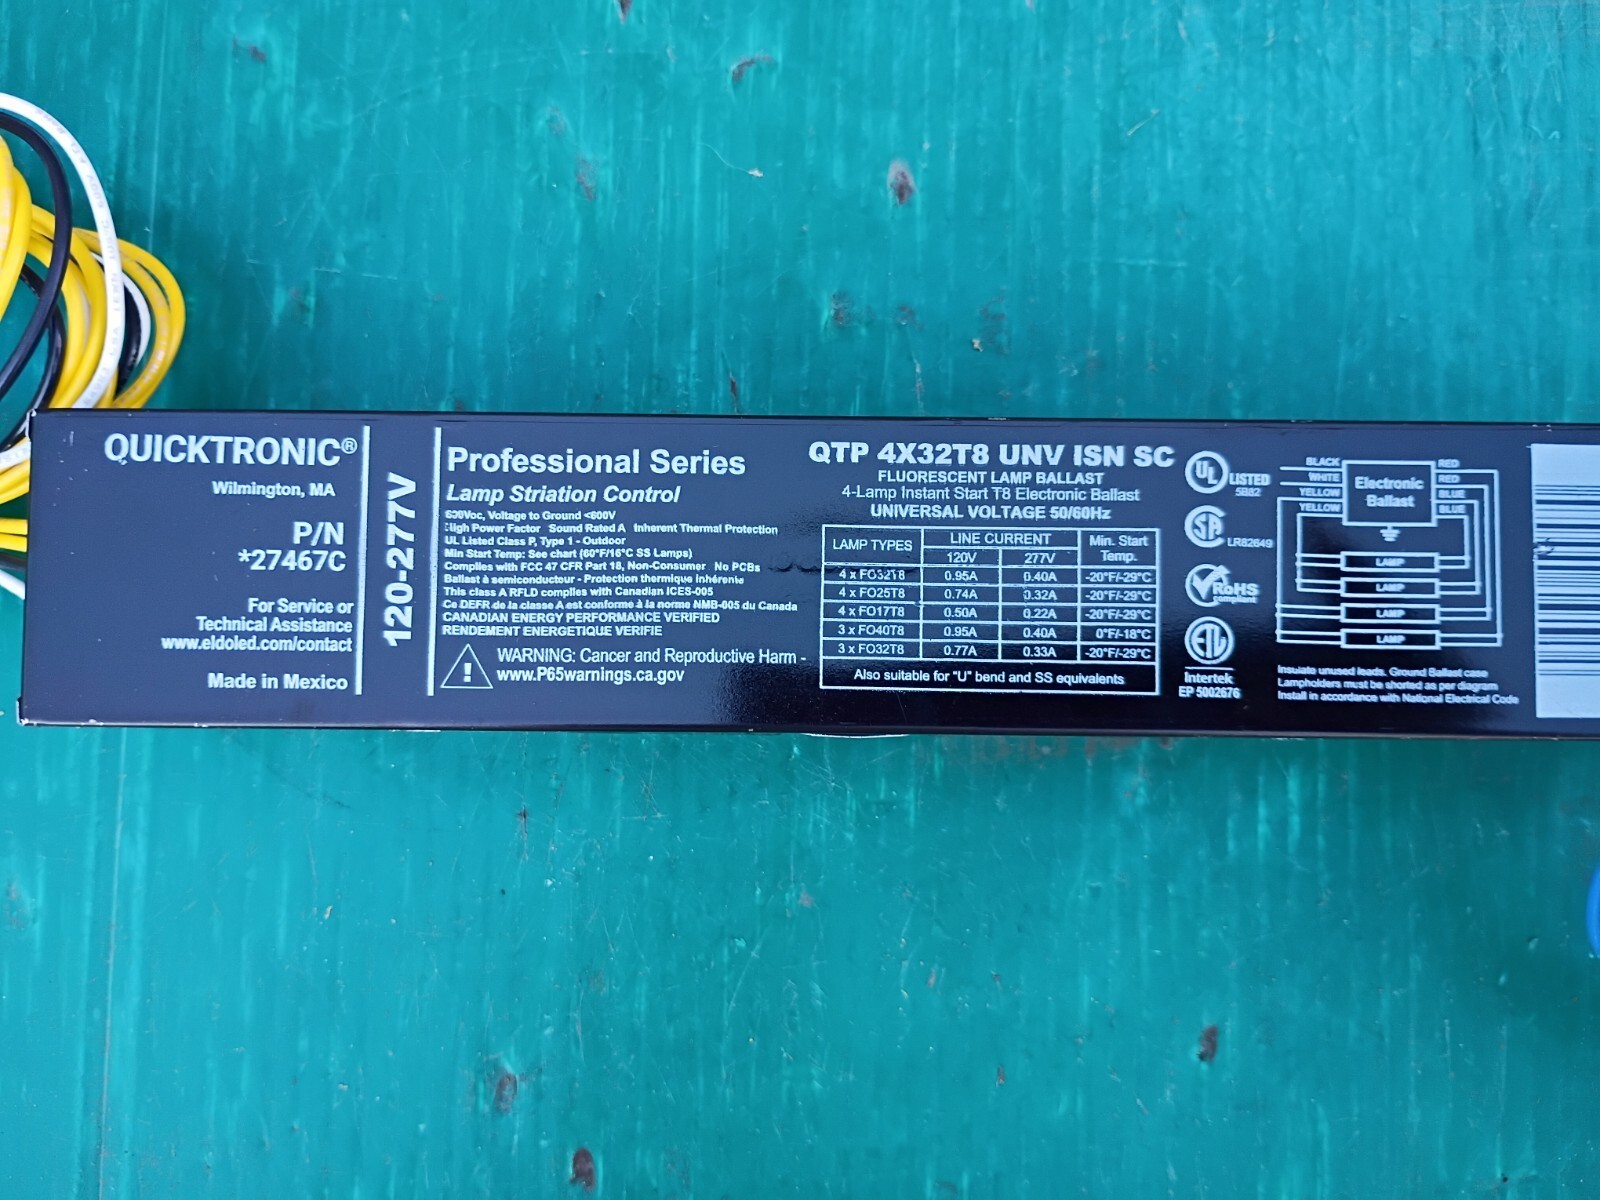 QUICKTRONIC®
Wilmington, MA
P/N
*27467C
For Service or
Technical Assistance
www.eldoled.com/contact
Made in Mexico
120-277V
Professional Series
Lamp Striation Control
600Voc, Voltage to Ground <600V
High Power Factor Sound Rated A Inherent Thermal Protection
UL Listed Class P, Type 1 - Outdoor
Min Start Temp: See chart (60°F/16°C SS Lamps)
Complies with FCC 47 CFR Part 18, Non-Consumer No PCBs
Ballast à semiconducteur - Protection thermique inhérente
This class A RFLD complies with Canadian ICES-005
Ce DEFR de la classe A est conforme à la norme NMB-005 du Canada
CANADIAN ENERGY PERFORMANCE VERIFIED
RENDEMENT ENERGETIQUE VERIFIE
WARNING: Cancer and Reproductive Harm -
www.P65warnings.ca.gov
QTP 4X32T8 UNV ISN SC
FLUORESCENT LAMP BALLAST
4-Lamp Instant Start T8 Electronic Ballast
UNIVERSAL VOLTAGE 50/60Hz
LAMP TYPES LINE CURRENT Min. Start Temp.
120V 277V
4 x FO32T8 0.95A 0.40A -20°F/-29°C
4 x FO25T8 0.74A 0.32A -20°F/-29°C
4 x FO17T8 0.50A 0.22A -20°F/-29°C
3 x FO40T8 0.95A 0.40A 0°F/-18°C
3 x FO32T8 0.77A 0.33A -20°F/-29°C
Also suitable for "U" bend and SS equivalents
UL LISTED
5B82
LR82649
RoHS
compliant
ETL
Intertek
EP 5002676
BLACK
WHITE
YELLOW
YELLOW
Electronic
Ballast
RED
RED
BLUE
BLUE
LAMP
LAMP
LAMP
LAMP
Insulate unused leads. Ground Ballast case
Lampholders must be shorted as per diagram
Install in accordance with National Electrical Code